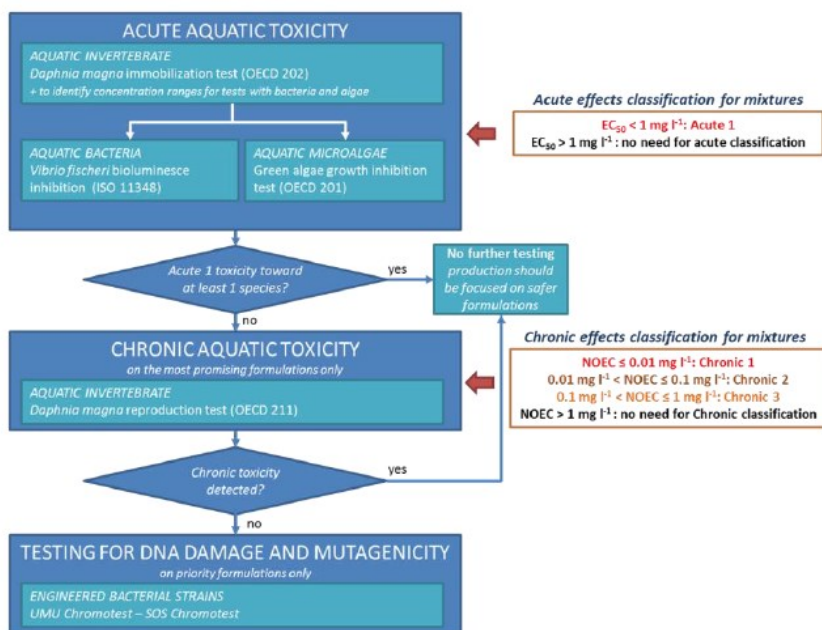 ACUTE AQUATIC TOXICITY
AQUATIC INVERTEBRATE
Daphnia magna immobilization test (OECD 202)
+ to identify concentration ranges for tests with bacteria and algae
AQUATIC BACTERIA
Vibrio fischeri bioluminesce
inhibition (ISO 11348)
AQUATIC MICROALGAE
Green algae growth inhibition
test (OECD 201)
Acute effects classification for mixtures
EC₅₀ < 1 mg l⁻¹: Acute 1
EC₅₀ > 1 mg l⁻¹ : no need for acute classification
Acute 1 toxicity toward
at least 1 species?
yes
no
No further testing
production should
be focused on safer
formulations
CHRONIC AQUATIC TOXICITY
on the most promising formulations only
AQUATIC INVERTEBRATE
Daphnia magna reproduction test (OECD 211)
Chronic effects classification for mixtures
NOEC ≤ 0.01 mg l⁻¹: Chronic 1
0.01 mg l⁻¹ < NOEC ≤ 0.1 mg l⁻¹: Chronic 2
0.1 mg l⁻¹ < NOEC ≤ 1 mg l⁻¹: Chronic 3
NOEC > 1 mg l⁻¹ : no need for Chronic classification
Chronic toxicity
detected?
yes
no
TESTING FOR DNA DAMAGE AND MUTAGENICITY
on priority formulations only
ENGINEERED BACTERIAL STRAINS
UMU Chromotest – SOS Chromotest